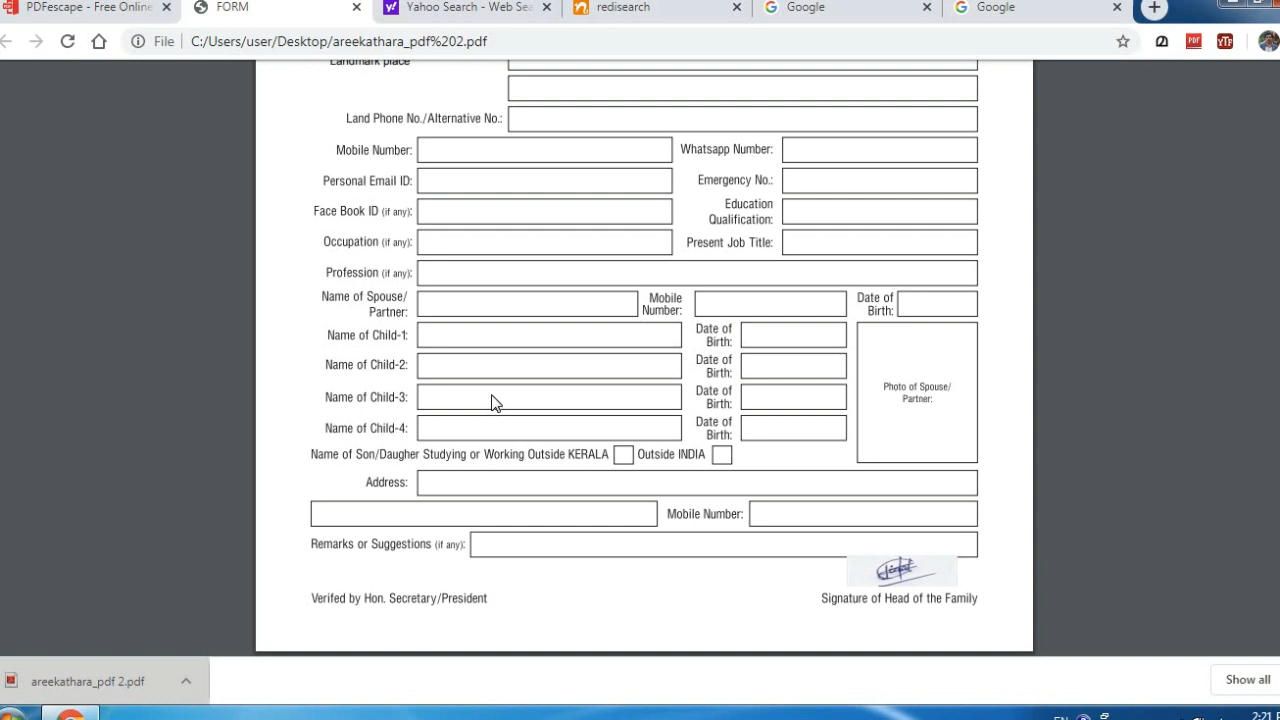 PDFescape - Free Online
FORM
Yahoo Search - Web Sea
redisearch
Google
Google
File C:/Users/user/Desktop/areekathara_pdf%202.pdf
PDF
YTP
Landmark place
Land Phone No./Alternative No.:
Mobile Number: Whatsapp Number:
Personal Email ID: Emergency No.:
Face Book ID (if any): Education Qualification:
Occupation (if any): Present Job Title:
Profession (if any):
Name of Spouse/ Partner: Mobile Number: Date of Birth:
Name of Child-1: Date of Birth:
Name of Child-2: Date of Birth:
Photo of Spouse/ Partner:
Name of Child-3: Date of Birth:
Name of Child-4: Date of Birth:
Name of Son/Daugher Studying or Working Outside KERALA Outside INDIA
Address:
Mobile Number:
Remarks or Suggestions (if any):
Verifed by Hon. Secretary/President Signature of Head of the Family
areekathara_pdf 2.pdf Show all
EN 2:21